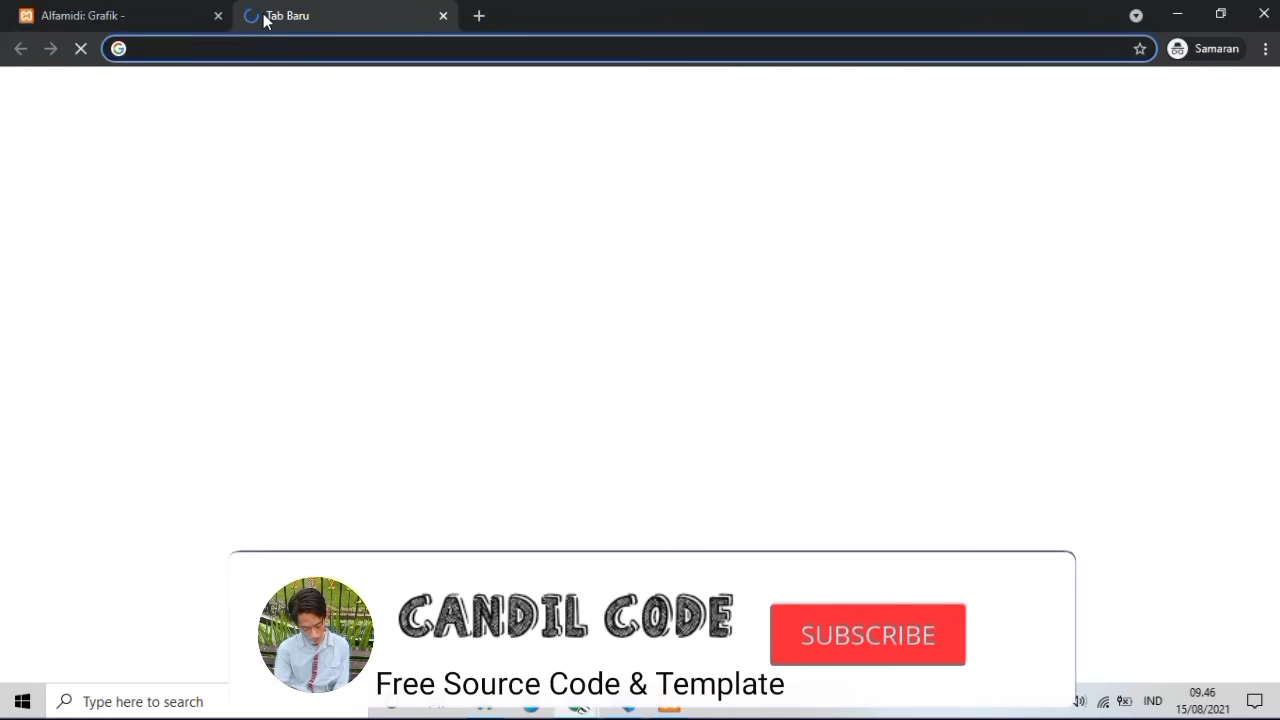 Alfamidi: Grafik -
Tab Baru
Samaran
CANDIL CODE
SUBSCRIBE
Free Source Code & Template
Type here to search
IND
09.46
15/08/2021